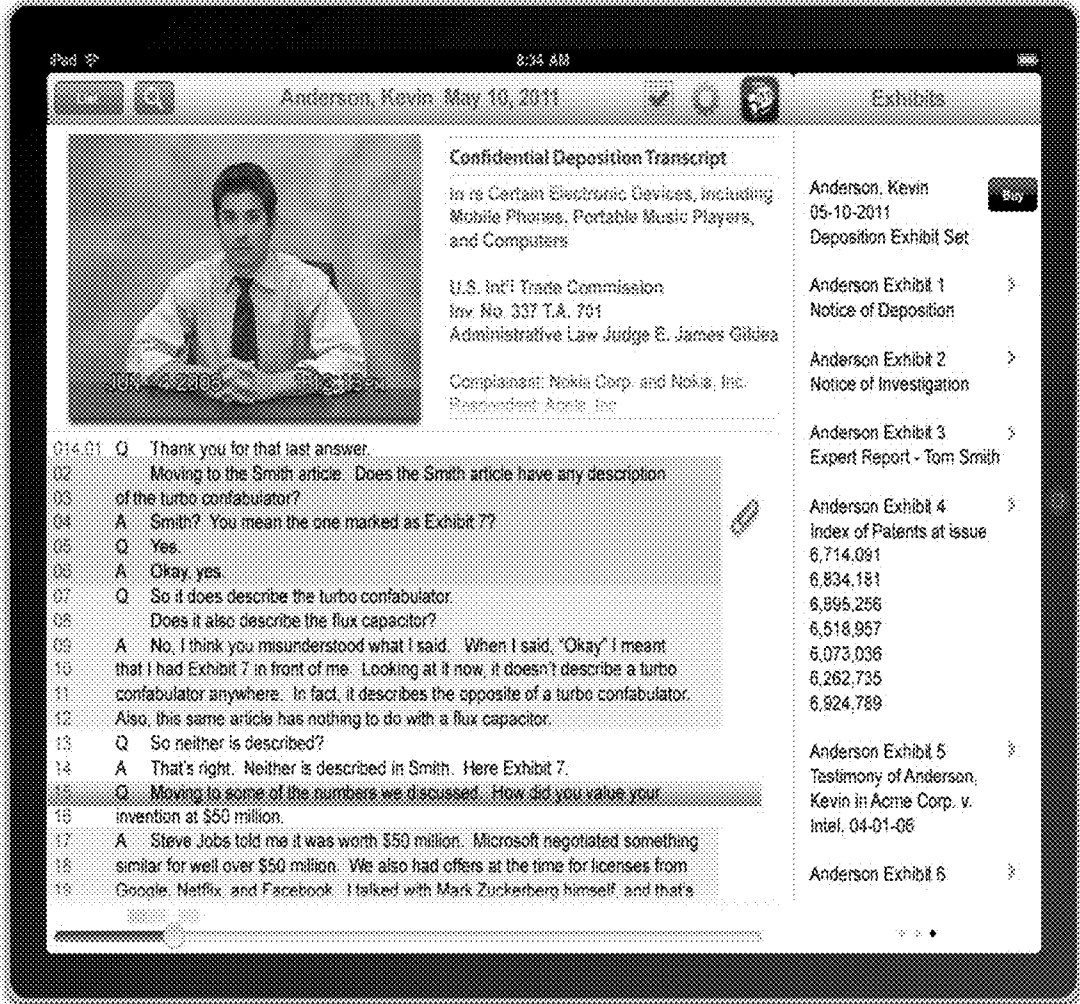 iPad
8:34 AM
Anderson, Kevin May 10, 2011
Exhibits
Confidential Deposition Transcript
In re Certain Electronic Devices, Including
Mobile Phones, Portable Music Players,
and Computers
U.S. Int'l Trade Commission
Inv. No. 337 T.A. 701
Administrative Law Judge E. James Gildea
Complainant: Nokia Corp. and Nokia, Inc.
Respondent: Apple, Inc
014.01 Q Thank you for that last answer.
02 Moving to the Smith article. Does the Smith article have any description
03 of the turbo confabulator?
04 A Smith? You mean the one marked as Exhibit 7?
05 Q Yes.
06 A Okay, yes.
07 Q So it does describe the turbo confabulator.
08 Does it also describe the flux capacitor?
09 A No, I think you misunderstood what I said. When I said, "Okay" I meant
10 that I had Exhibit 7 in front of me. Looking at it now, it doesn't describe a turbo
11 confabulator anywhere. In fact, it describes the opposite of a turbo confabulator.
12 Also, this same article has nothing to do with a flux capacitor.
13 Q So neither is described?
14 A That's right. Neither is described in Smith. Here Exhibit 7.
15 Q Moving to some of the numbers we discussed. How did you value your
16 invention at $50 million.
17 A Steve Jobs told me it was worth $50 million. Microsoft negotiated something
18 similar for well over $50 million. We also had offers at the time for licenses from
19 Google, Netflix, and Facebook. I talked with Mark Zuckerberg himself, and that's
Anderson, Kevin
05-10-2011
Deposition Exhibit Set
Buy
Anderson Exhibit 1
Notice of Deposition
Anderson Exhibit 2
Notice of Investigation
Anderson Exhibit 3
Expert Report - Tom Smith
Anderson Exhibit 4
Index of Patents at issue
6,714,091
6,834,181
6,895,256
6,518,957
6,073,036
6,262,735
6,924,789
Anderson Exhibit 5
Testimony of Anderson,
Kevin in Acme Corp. v.
Intel, 04-01-06
Anderson Exhibit 6